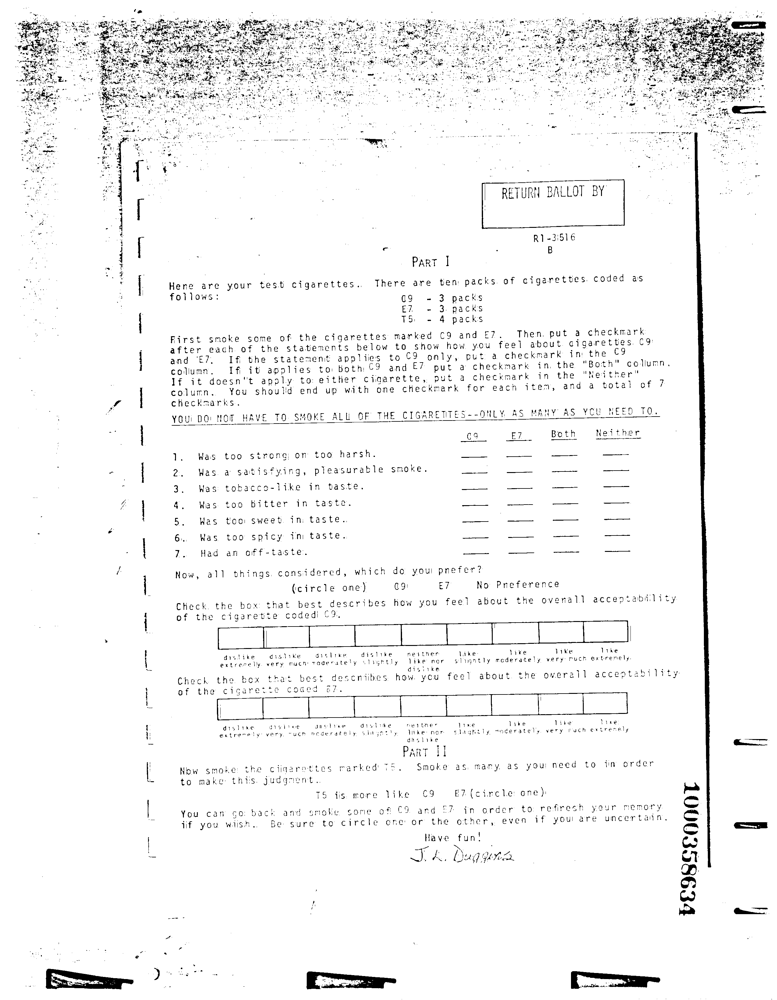 RETURN BALLOT BY
R1-3516
B
PART I
Here are your test cigarettes. There are ten packs of cigarettes coded as
follows:
C9 - 3 packs
E7 - 3 packs
T5 - 4 packs
First smoke some of the cigarettes marked C9 and E7. Then put a checkmark
after each of the statements below to show how you feel about cigarettes C9
and E7. If the statement applies to C9 only, put a checkmark in the C9
column. If it applies to both C9 and E7 put a checkmark in the "Both" column.
If it doesn't apply to either cigarette, put a checkmark in the "Neither"
column. You should end up with one checkmark for each item, and a total of 7
checkmarks.
YOU DO NOT HAVE TO SMOKE ALL OF THE CIGARETTES--ONLY AS MANY AS YOU NEED TO.
C9 E7 Both Neither
1. Was too strong or too harsh.
2. Was a satisfying, pleasurable smoke.
3. Was tobacco-like in taste.
4. Was too bitter in taste.
5. Was too sweet in taste.
6. Was too spicy in taste.
7. Had an off-taste.
Now, all things considered, which do you prefer?
(circle one) C9 E7 No Preference
Check the box that best describes how you feel about the overall acceptability
of the cigarette coded C9.
dislike dislike dislike dislike neither like like like like
extremely very much moderately slightly like nor slightly moderately very much extremely
dislike
Check the box that best describes how you feel about the overall acceptability
of the cigarette coded E7.
dislike dislike dislike dislike neither like like like like
extremely very much moderately slightly like nor slightly moderately very much extremely
dislike
PART II
Now smoke the cigarettes marked T5. Smoke as many as you need to in order
to make this judgment.
T5 is more like C9 E7 (circle one)
You can go back and smoke some of C9 and E7 in order to refresh your memory
if you wish. Be sure to circle one or the other, even if you are uncertain.
Have fun!
J. L. Duggins
1000358634